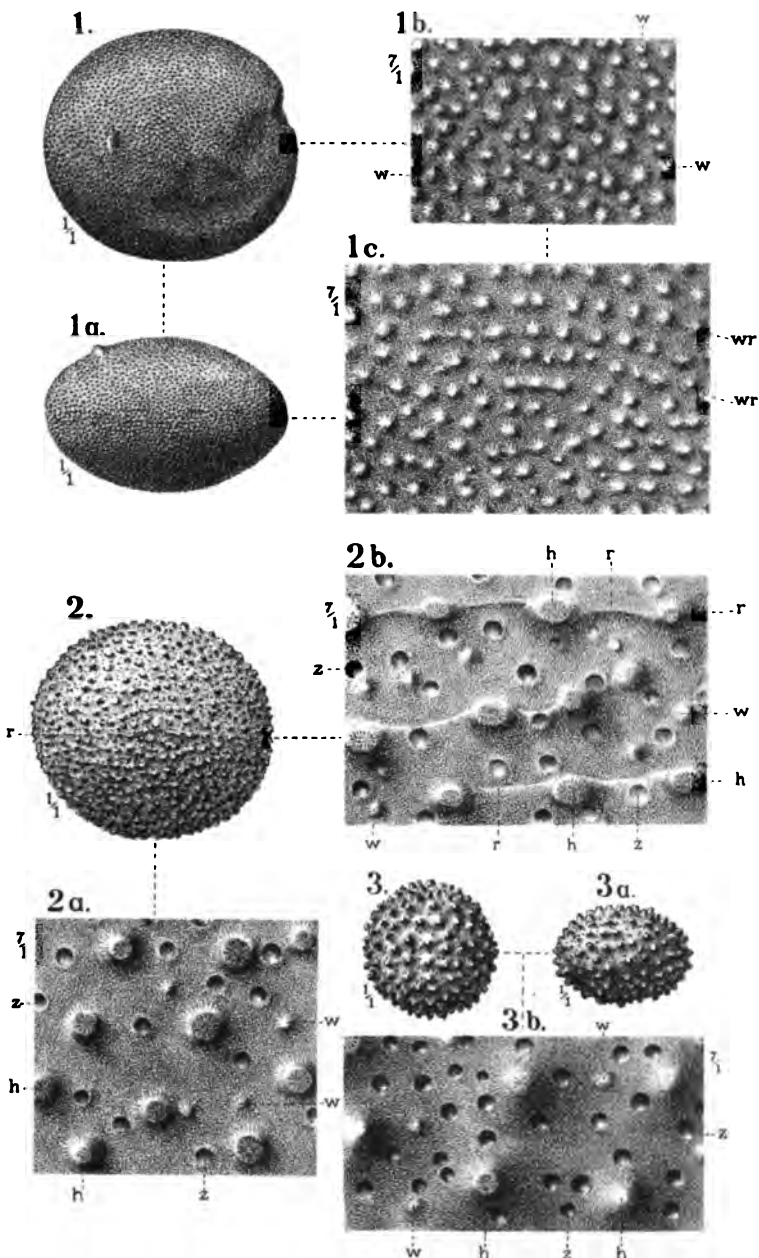 1. 1b. w
7/1
w w
1/1
1c.
7/1
1a.
wr
wr
1/1
2b. h r
2. 7/1 r
z
r w
1/1 h
w r h z
2a. 3. 3a.
7/1
z 1/1 1/1
w 3b. w
7/1
h
w z
h z
w h z h